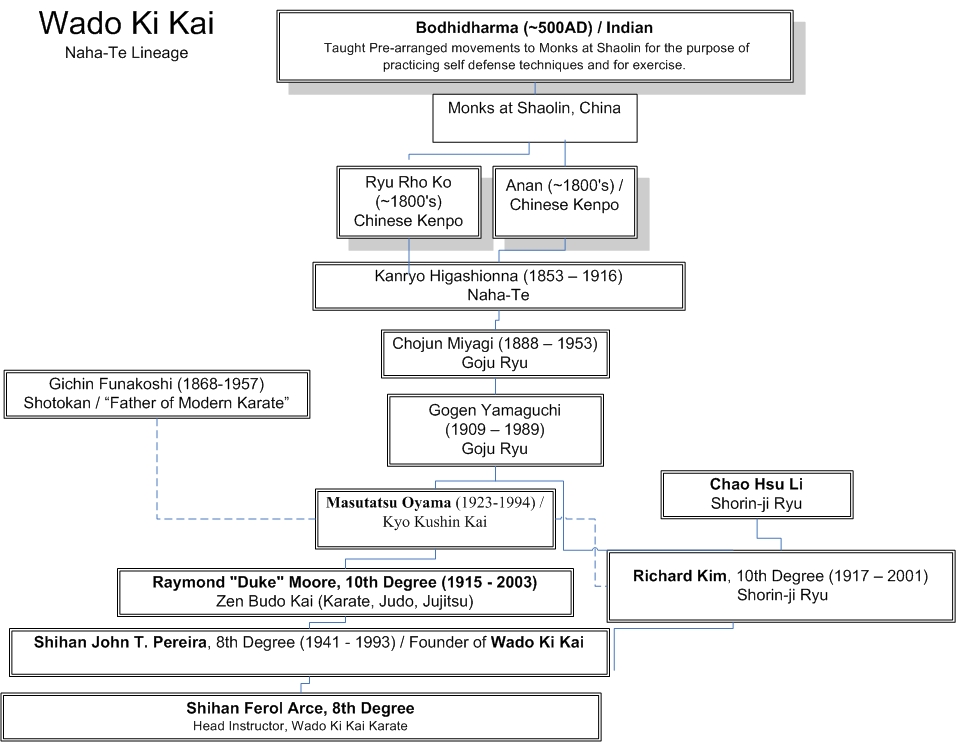 Wado Ki Kai
Naha-Te Lineage
Bodhidharma (~500AD) / Indian
Taught Pre-arranged movements to Monks at Shaolin for the purpose of
practicing self defense techniques and for exercise.
Monks at Shaolin, China
Ryu Rho Ko
(~1800's)
Chinese Kenpo
Anan (~1800's) /
Chinese Kenpo
Kanryo Higashionna (1853 – 1916)
Naha-Te
Chojun Miyagi (1888 – 1953)
Goju Ryu
Gichin Funakoshi (1868-1957)
Shotokan / “Father of Modern Karate”
Gogen Yamaguchi
(1909 – 1989)
Goju Ryu
Chao Hsu Li
Shorin-ji Ryu
Masutatsu Oyama (1923-1994) /
Kyo Kushin Kai
Richard Kim, 10th Degree (1917 – 2001)
Shorin-ji Ryu
Raymond "Duke" Moore, 10th Degree (1915 - 2003)
Zen Budo Kai (Karate, Judo, Jujitsu)
Shihan John T. Pereira, 8th Degree (1941 - 1993) / Founder of Wado Ki Kai
Shihan Ferol Arce, 8th Degree
Head Instructor, Wado Ki Kai Karate